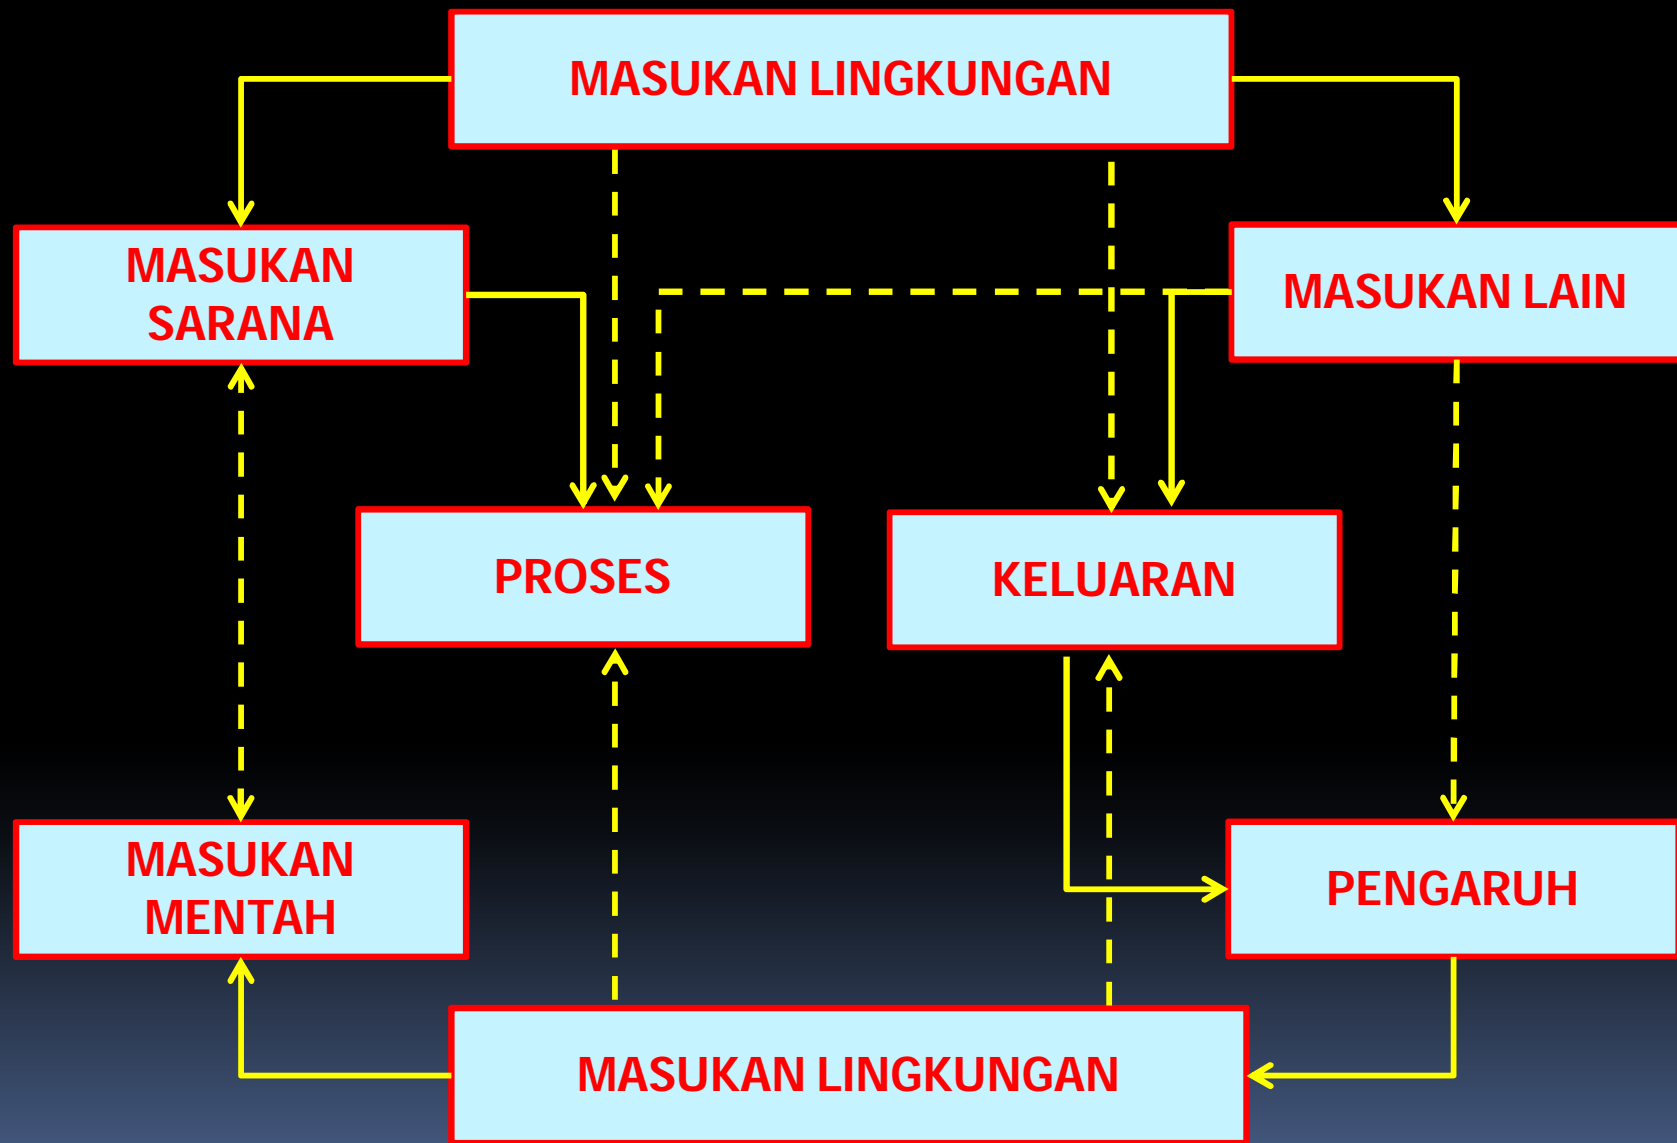 MASUKAN LINGKUNGAN
MASUKAN
SARANA
MASUKAN LAIN
PROSES
KELUARAN
MASUKAN
MENTAH
PENGARUH
MASUKAN LINGKUNGAN